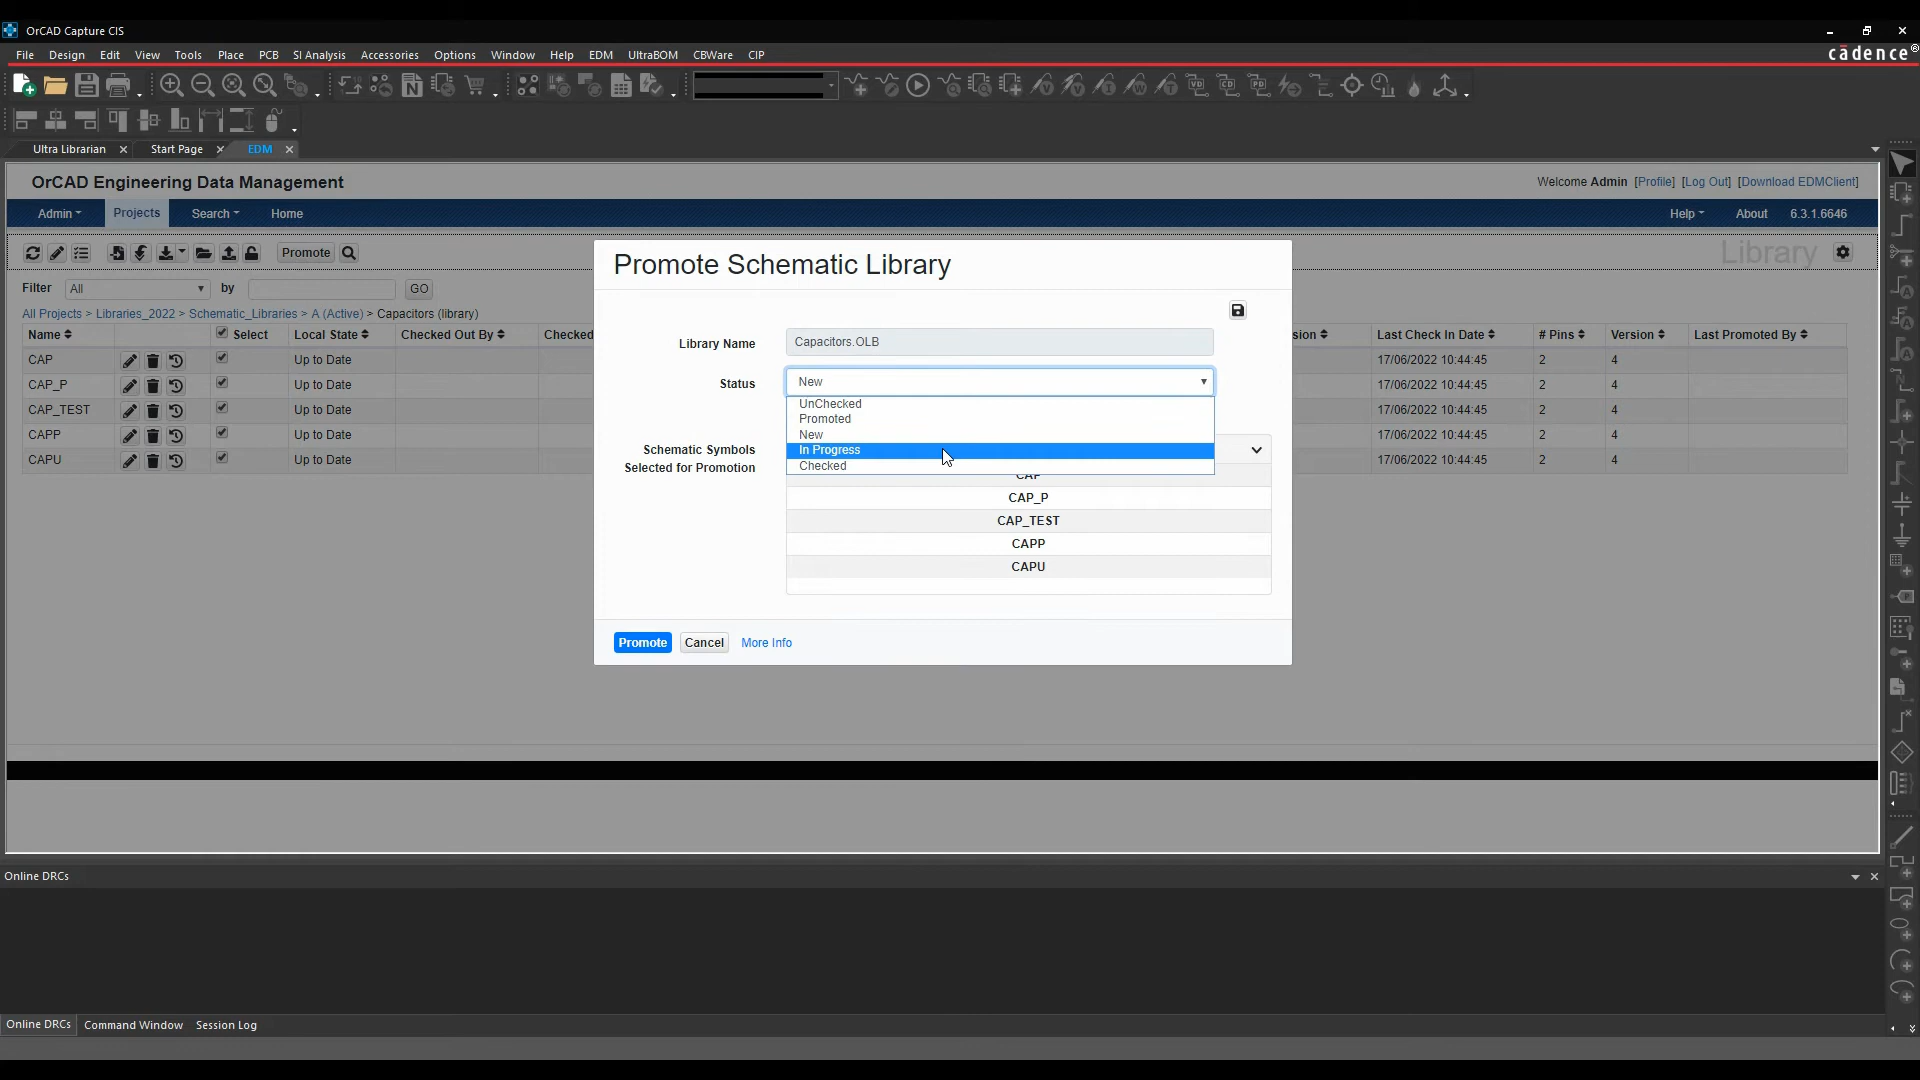 OrCAD Capture CIS
File Design Edit View Tools Place PCB SI Analysis Accessories Options Window Help EDM UltraBOM CBWare CIP
cādence®
Ultra Librarian Start Page EDM
OrCAD Engineering Data Management
Welcome Admin [Profile] [Log Out] [Download EDMClient]
Admin Projects Search Home Help About 6.3.1.6646
Promote
Library
Filter All by GO
All Projects > Libraries_2022 > Schematic_Libraries > A (Active) > Capacitors (library)
Name Select Local State Checked Out By Checked sion Last Check In Date # Pins Version Last Promoted By
CAP Up to Date 17/06/2022 10:44:45 2 4
CAP_P Up to Date 17/06/2022 10:44:45 2 4
CAP_TEST Up to Date 17/06/2022 10:44:45 2 4
CAPP Up to Date 17/06/2022 10:44:45 2 4
CAPU Up to Date 17/06/2022 10:44:45 2 4
Promote Schematic Library
Library Name Capacitors.OLB
Status New
UnChecked
Promoted
New
In Progress
Checked
Schematic Symbols
Selected for Promotion
CAP
CAP_P
CAP_TEST
CAPP
CAPU
Promote Cancel More Info
Online DRCs
Online DRCs Command Window Session Log